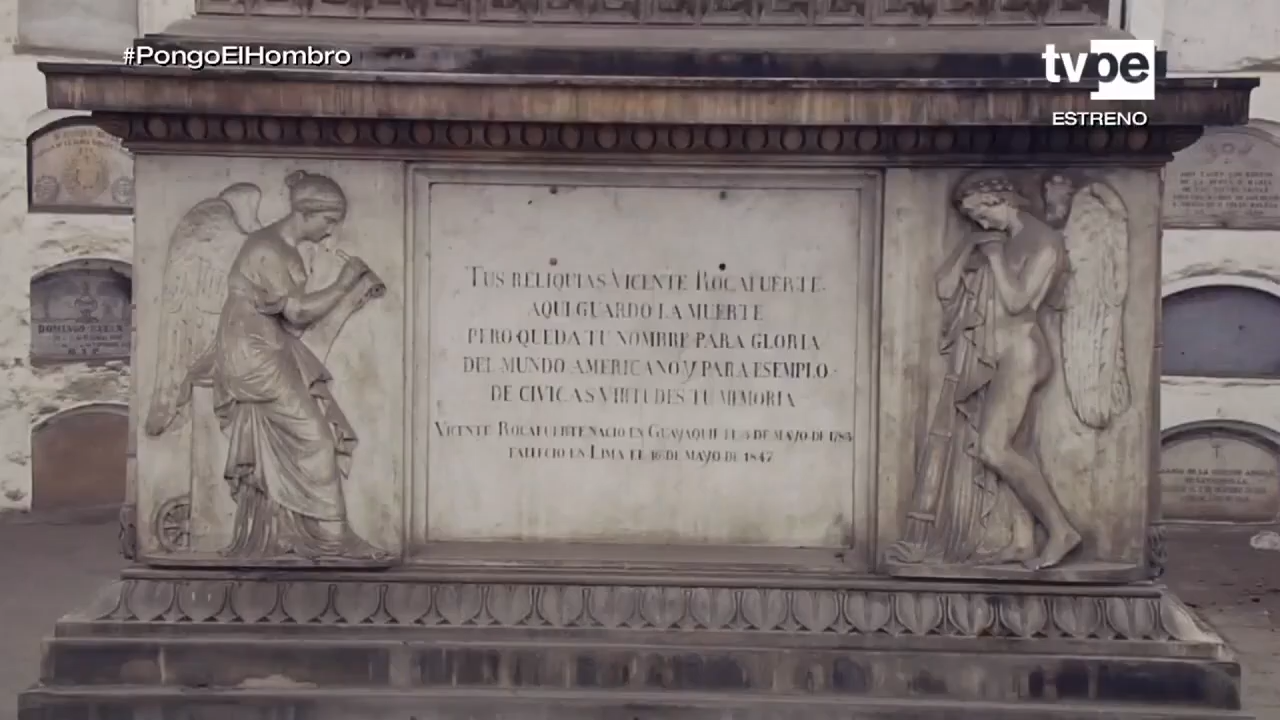 #PongoElHombro
tvpe
ESTRENO
TUS RELIQUIAS VICENTE ROCAFUERTE
AQUI GUARDO LA MUERTE
PERO QUEDA TU NOMBRE PARA GLORIA
DEL MUNDO AMERICANO Y PARA ESEMPLO
DE CIVICAS VIRTUDES TU MEMORIA
VICENTE ROCAFUERTE NACIO EN GUAYAQUIL EL 3 DE MAYO DE 1783
FALLECIO EN LIMA EL 16 DE MAYO DE 1847
DOMINGO
R.I.P.